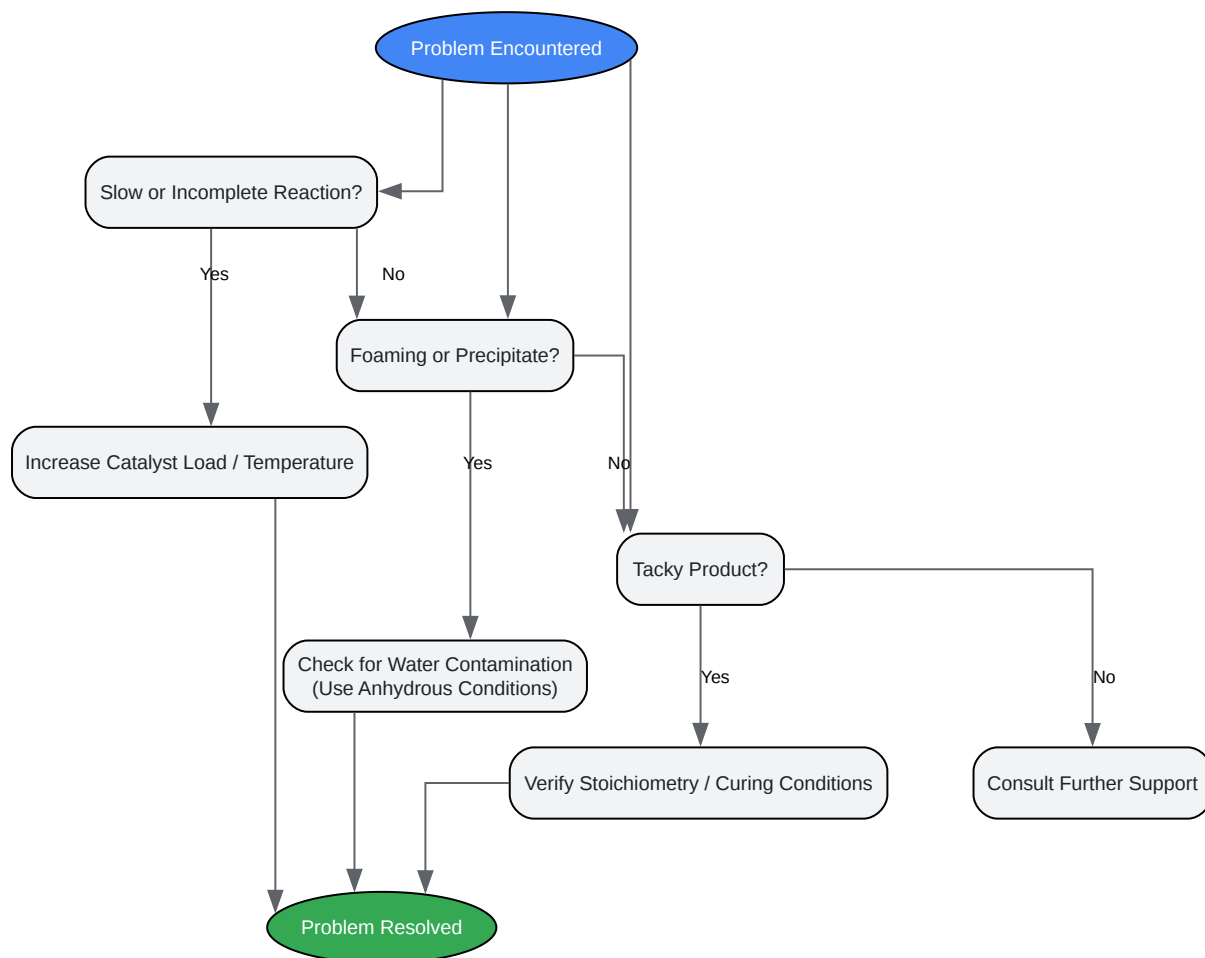 Problem Encountered
Slow or Incomplete Reaction?
Yes
No
Foaming or Precipitate?
Increase Catalyst Load / Temperature
Yes
No
Tacky Product?
Check for Water Contamination
(Use Anhydrous Conditions)
Yes
No
Verify Stoichiometry / Curing Conditions
Consult Further Support
Problem Resolved